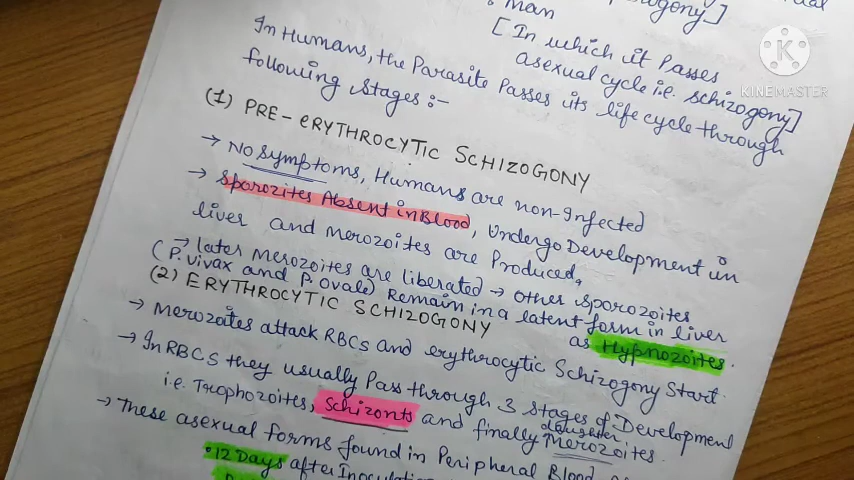 : Man
[In which it Passes
asexual cycle i.e. schizogony]
In Humans, the Parasite Passes its life cycle through
following stages :-
(1) PRE-eRYTHROCYTIC SCHIZOGONY
→ No symptoms, Humans are non-Infected
→ Sporozites Absent in Blood, Undergo Development in
liver and merozoites are Produced,
→ later merozoites are liberated → other sporozoites
(P. vivax and P. Ovale) Remain in a latent form in liver
as Hypnozoites.
(2) ERYTHROCYTIC SCHIZOGONY
→ Merozoites attack RBCs and erythrocytic Schizogony Start.
→ In RBCS they usually Pass through 3 stages of Development
i.e. Trophozoites, Schizonts and finally daughter Merozoites.
→ These asexual forms found in Peripheral Blood
12 Days after Inoculation
KINEMASTER